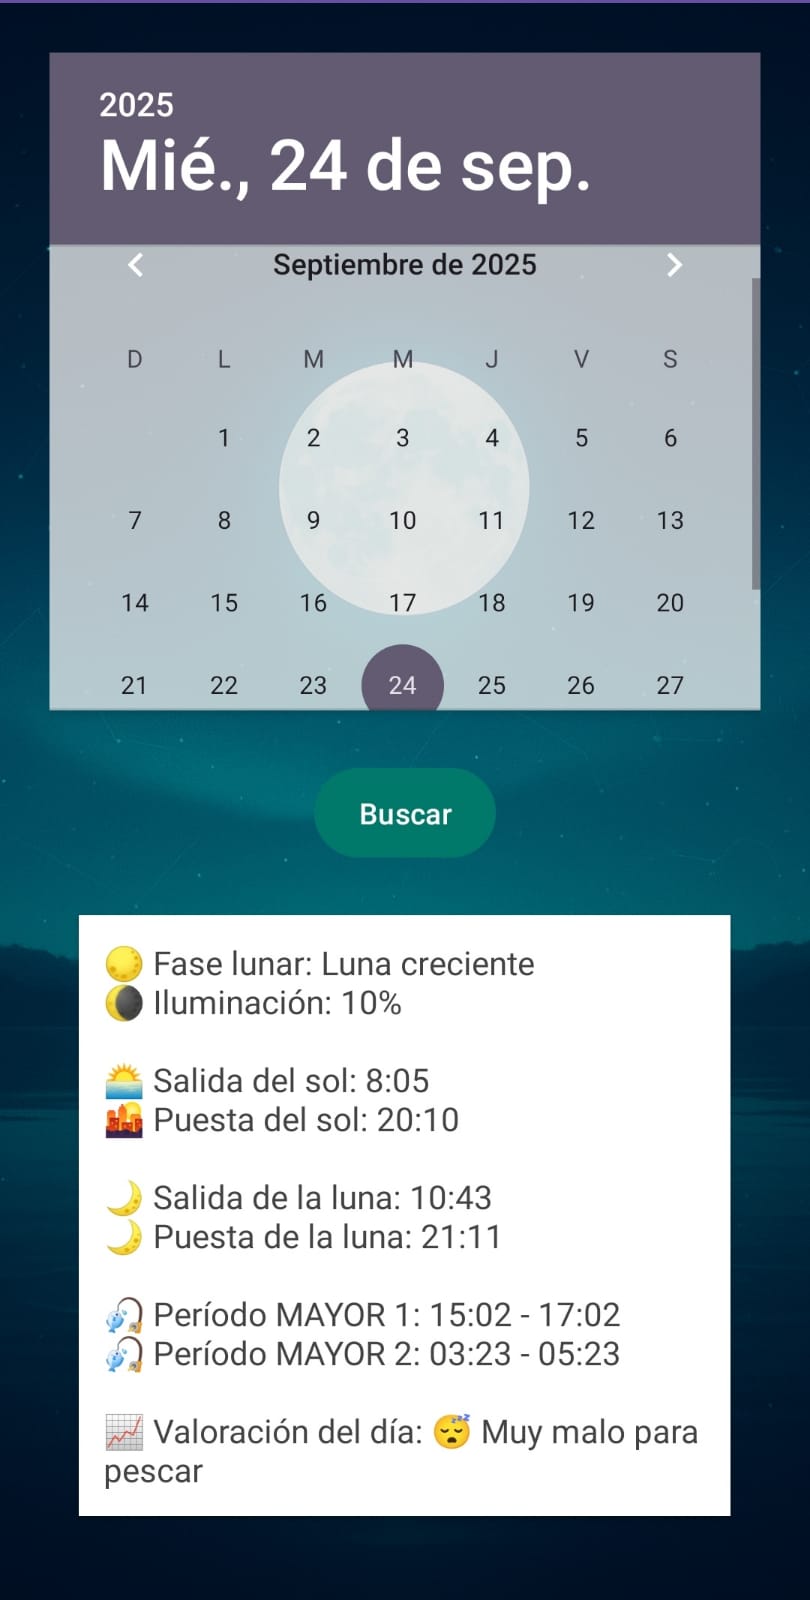 2025
Mié., 24 de sep.
Septiembre de 2025
D L M M J V S
1 2 3 4 5 6
7 8 9 10 11 12 13
14 15 16 17 18 19 20
21 22 23 24 25 26 27
Buscar
Fase lunar: Luna creciente
Iluminación: 10%
Salida del sol: 8:05
Puesta del sol: 20:10
Salida de la luna: 10:43
Puesta de la luna: 21:11
Período MAYOR 1: 15:02 - 17:02
Período MAYOR 2: 03:23 - 05:23
Valoración del día: 😴 Muy malo para
pescar